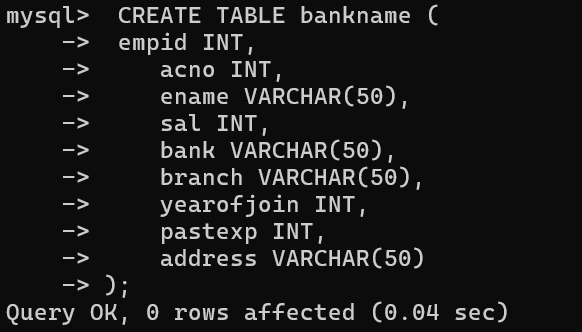 mysql>  CREATE TABLE bankname (
    ->  empid INT,
    ->     acno INT,
    ->     ename VARCHAR(50),
    ->     sal INT,
    ->     bank VARCHAR(50),
    ->     branch VARCHAR(50),
    ->     yearofjoin INT,
    ->     pastexp INT,
    ->     address VARCHAR(50)
    -> );
Query OK, 0 rows affected (0.04 sec)